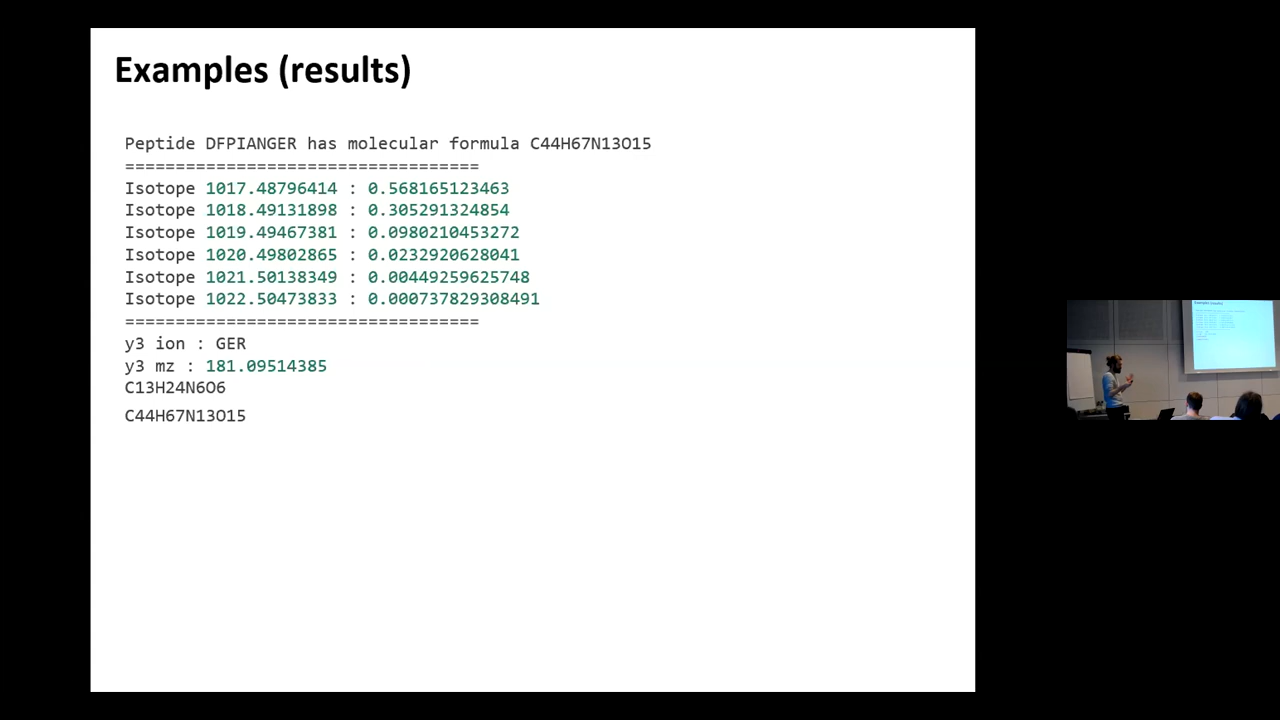 Examples (results)
Peptide DFPIANGER has molecular formula C44H67N13O15
===================================
Isotope 1017.48796414 : 0.568165123463
Isotope 1018.49131898 : 0.305291324854
Isotope 1019.49467381 : 0.0980210453272
Isotope 1020.49802865 : 0.0232920628041
Isotope 1021.50138349 : 0.00449259625748
Isotope 1022.50473833 : 0.000737829308491
===================================
y3 ion : GER
y3 mz : 181.09514385
C13H24N6O6
C44H67N13O15